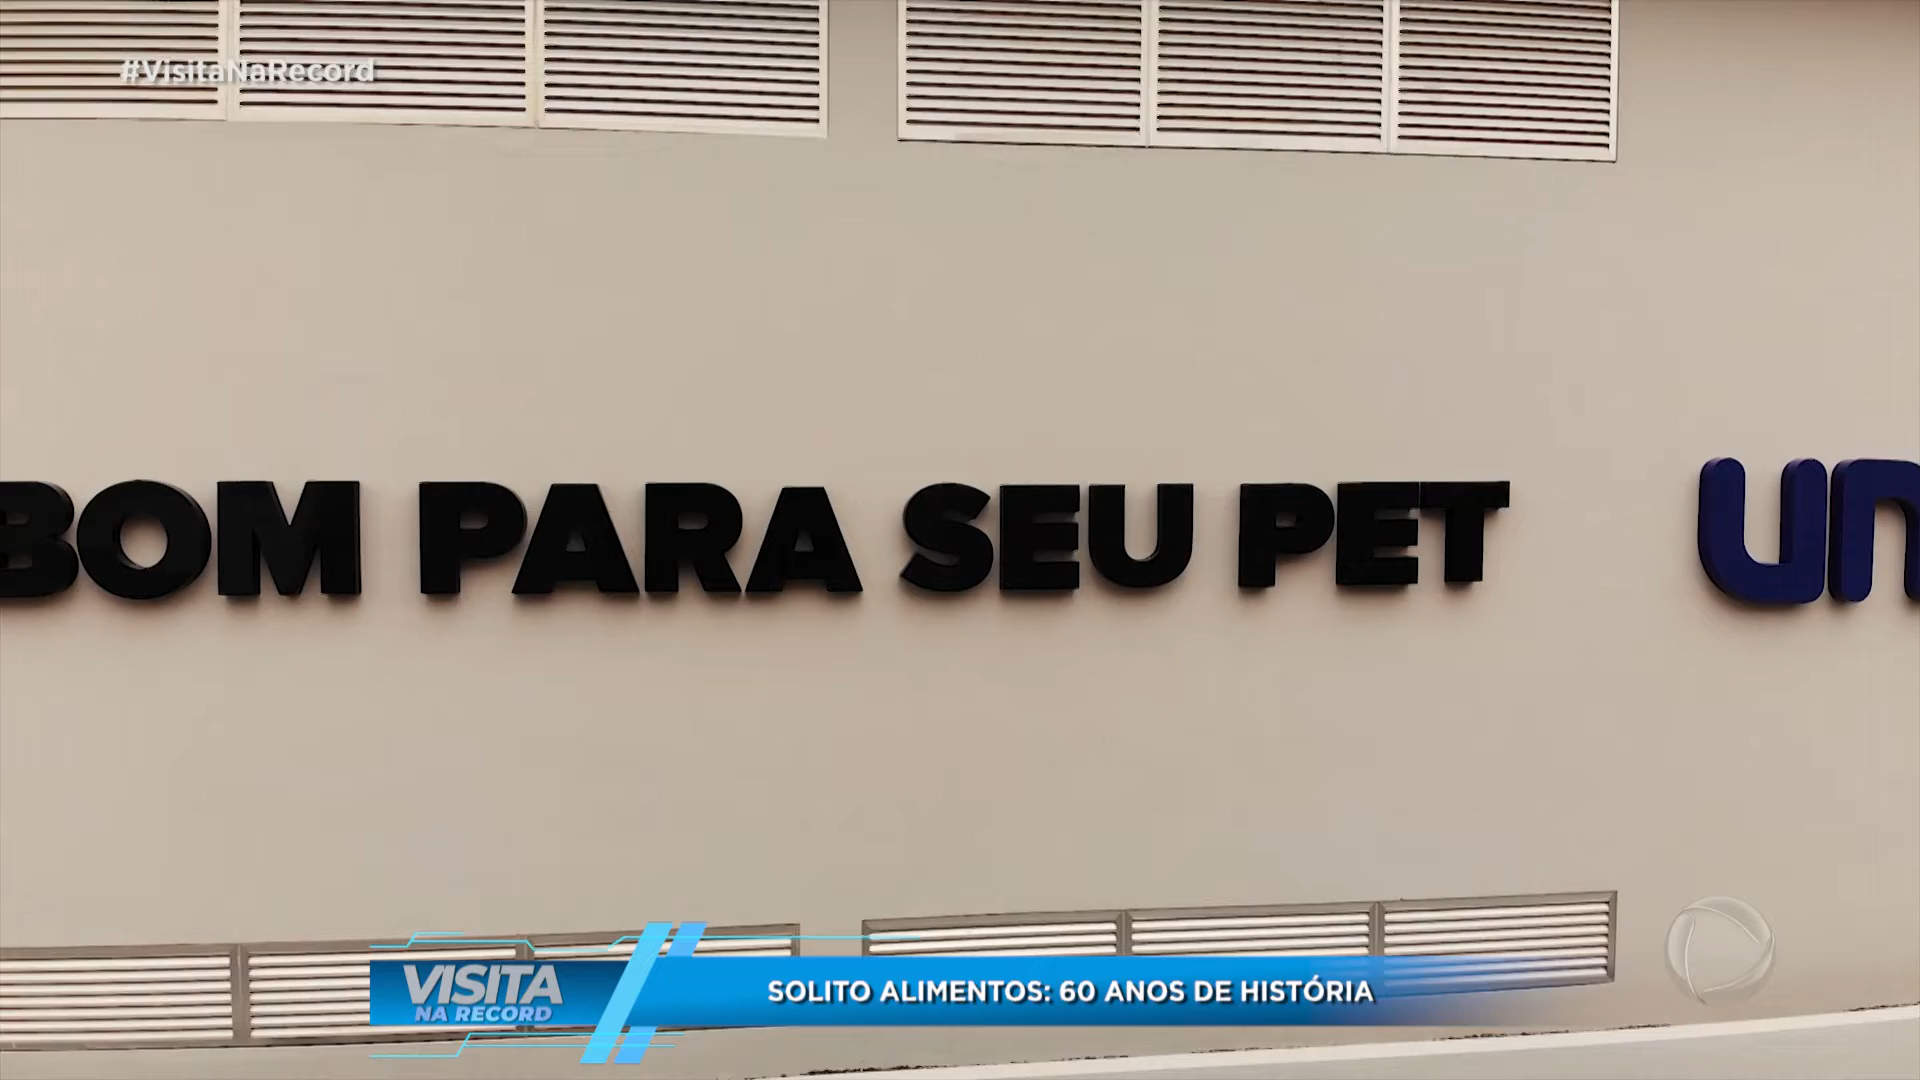 #VisitaNaRecord
BOM PARA SEU PET
VISITA
NA RECORD
SOLITO ALIMENTOS: 60 ANOS DE HISTÓRIA